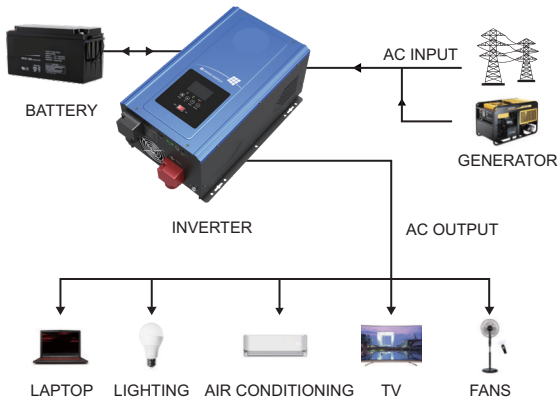 AC INPUT
BATTERY
GENERATOR
INVERTER
AC OUTPUT
LAPTOP
LIGHTING
AIR CONDITIONING
TV
FANS